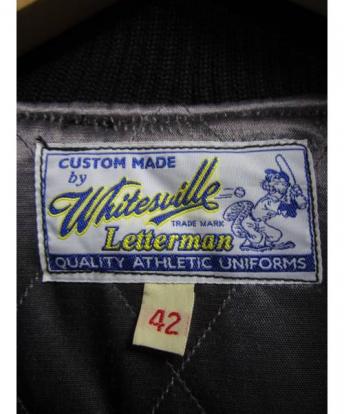 CUSTOM MADE
by
Whitesville
TRADE MARK
Letterman
QUALITY ATHLETIC UNIFORMS
42